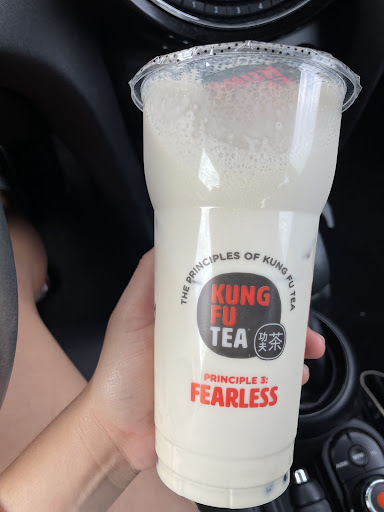 THE PRINCIPLES OF KUNG FU TEA
KUNG
FU
TEA
功夫茶
PRINCIPLE 3:
FEARLESS